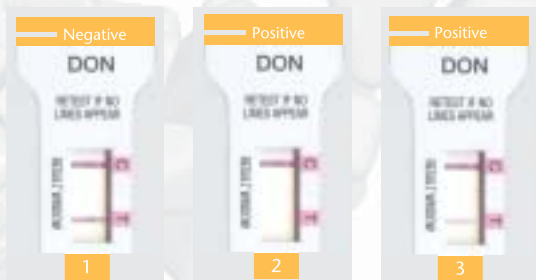 Negative
DON
RETEST IF NO
LINES APPEAR
C
T
1
Positive
DON
RETEST IF NO
LINES APPEAR
C
T
2
Positive
DON
RETEST IF NO
LINES APPEAR
C
T
3